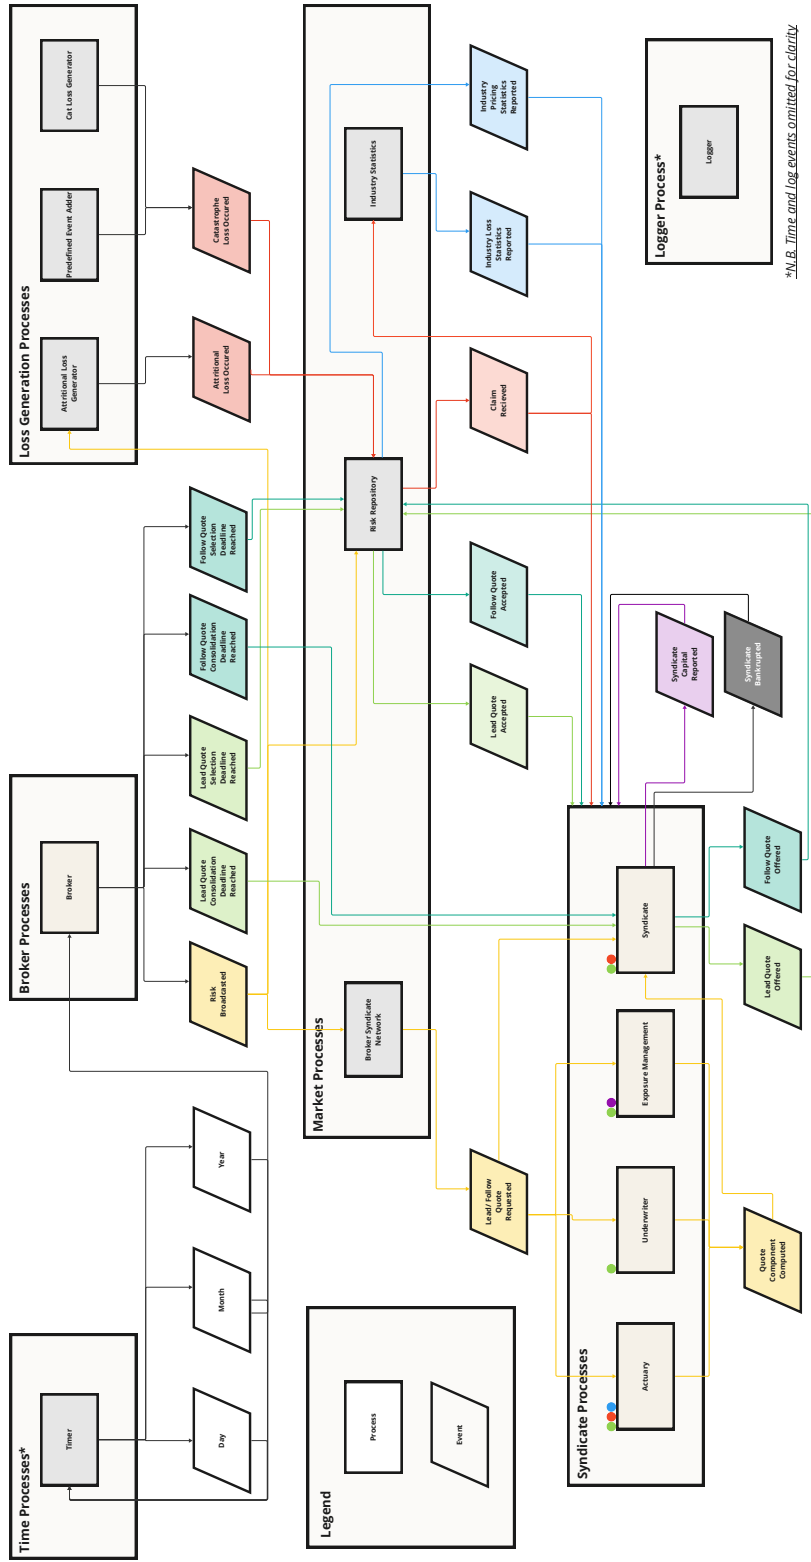 Time Processes*
Timer
Day
Month
Year
Broker Processes
Broker
Risk
Broadcasted
Lead Quote
Consolidation
Deadline
Reached
Lead Quote
Selection
Deadline
Reached
Follow Quote
Consolidation
Deadline
Reached
Follow Quote
Selection
Deadline
Reached
Loss Generation Processes
Attritional Loss
Generator
Predefined Event Adder
Cat Loss Generator
Attritional
Loss Occured
Catastrophe
Loss Occured
Market Processes
Broker Syndicate
Network
Risk Repository
Industry Statistics
Lead/ Follow
Quote
Requested
Lead Quote
Accepted
Follow Quote
Accepted
Claim
Recieved
Industry Loss
Statistics
Reported
Industry
Pricing
Statistics
Reported
Legend
Process
Event
Syndicate Processes
Actuary
Underwriter
Exposure Management
Syndicate
Quote
Component
Computed
Lead Quote
Offered
Follow Quote
Offered
Syndicate
Capital
Reported
Syndicate
Bankrupted
Logger Process*
Logger
*N.B. Time and log events omitted for clarity